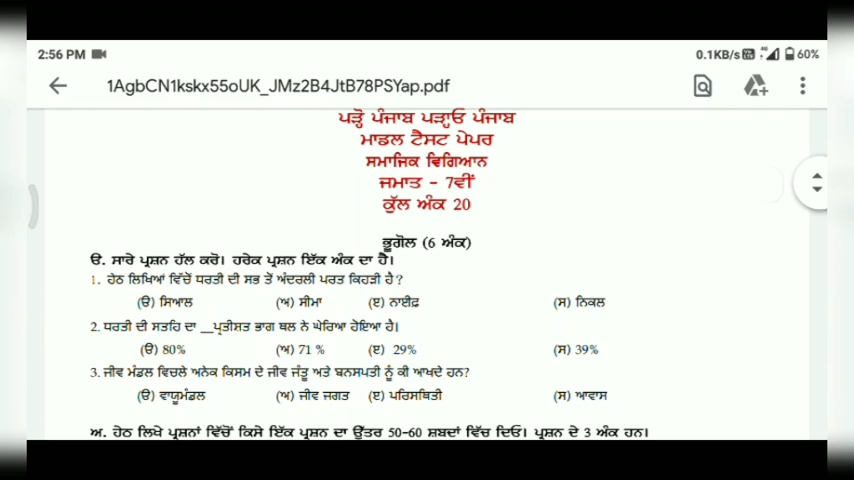 2:56 PM
0.1KB/s 60%
1AgbCN1kskx55oUK_JMz2B4JtB78PSYap.pdf
ਪੜ੍ਹੋ ਪੰਜਾਬ ਪੜ੍ਹਾਓ ਪੰਜਾਬ
ਮਾਡਲ ਟੈਸਟ ਪੇਪਰ
ਸਮਾਜਿਕ ਵਿਗਿਆਨ
ਜਮਾਤ - 7ਵੀਂ
ਕੁੱਲ ਅੰਕ 20
ਭੂਗੋਲ (6 ਅੰਕ)
ੳ. ਸਾਰੇ ਪ੍ਰਸ਼ਨ ਹੱਲ ਕਰੋ। ਹਰੇਕ ਪ੍ਰਸ਼ਨ ਇੱਕ ਅੰਕ ਦਾ ਹੈ।
1. ਹੇਠ ਲਿਖਿਆਂ ਵਿੱਚੋਂ ਧਰਤੀ ਦੀ ਸਭ ਤੋਂ ਅੰਦਰਲੀ ਪਰਤ ਕਿਹੜੀ ਹੈ?
(ੳ) ਸਿਆਲ (ਅ) ਸੀਮਾ (ੲ) ਨਾਈਫ਼ (ਸ) ਨਿਕਲ
2. ਧਰਤੀ ਦੀ ਸਤਹਿ ਦਾ __ਪ੍ਰਤੀਸ਼ਤ ਭਾਗ ਥਲ ਨੇ ਘੇਰਿਆ ਹੋਇਆ ਹੈ।
(ੳ) 80% (ਅ) 71 % (ੲ) 29% (ਸ) 39%
3. ਜੀਵ ਮੰਡਲ ਵਿਚਲੇ ਅਨੇਕ ਕਿਸਮ ਦੇ ਜੀਵ ਜੰਤੂ ਅਤੇ ਬਨਸਪਤੀ ਨੂੰ ਕੀ ਆਖਦੇ ਹਨ?
(ੳ) ਵਾਯੂਮੰਡਲ (ਅ) ਜੀਵ ਜਗਤ (ੲ) ਪਰਿਸਥਿਤੀ (ਸ) ਆਵਾਸ
ਅ. ਹੇਠ ਲਿਖੇ ਪ੍ਰਸ਼ਨਾਂ ਵਿੱਚੋਂ ਕਿਸੇ ਇੱਕ ਪ੍ਰਸ਼ਨ ਦਾ ਉੱਤਰ 50-60 ਸ਼ਬਦਾਂ ਵਿੱਚ ਦਿਓ। ਪ੍ਰਸ਼ਨ ਦੇ 3 ਅੰਕ ਹਨ।